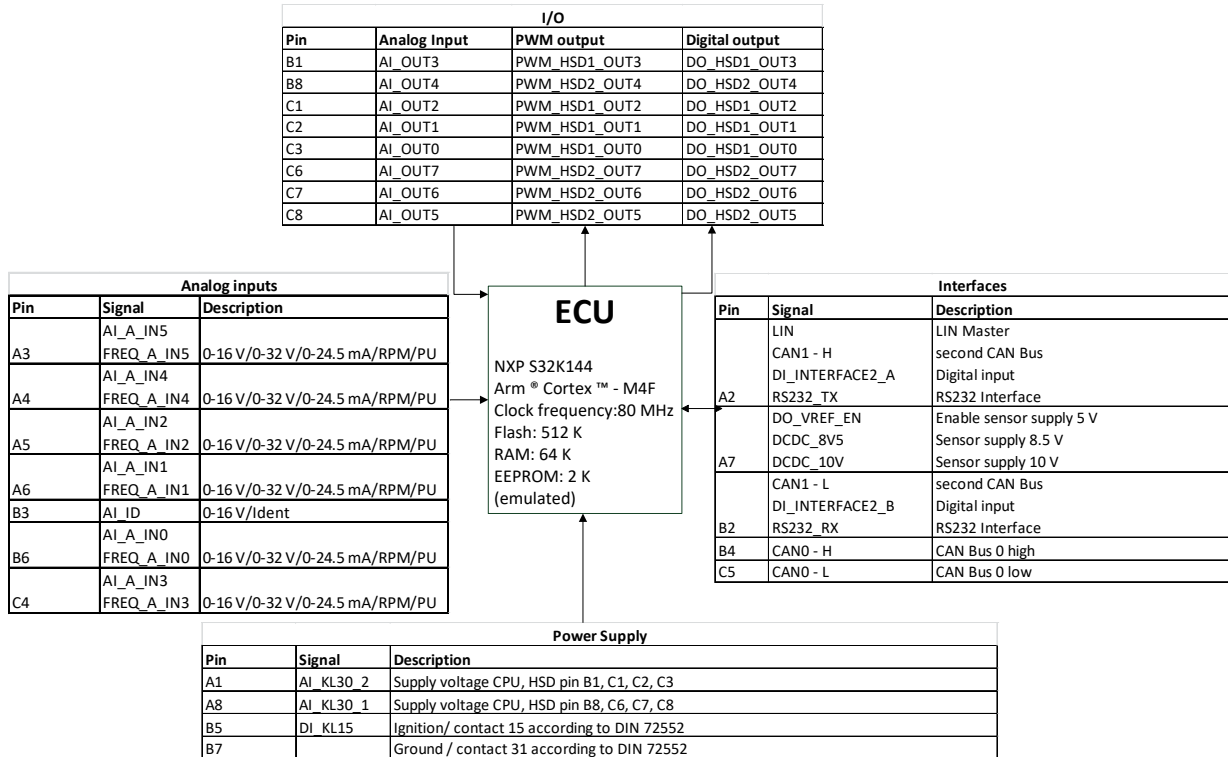 I/O
Pin Analog Input PWM output Digital output
B1 AI_OUT3 PWM_HSD1_OUT3 DO_HSD1_OUT3
B8 AI_OUT4 PWM_HSD2_OUT4 DO_HSD2_OUT4
C1 AI_OUT2 PWM_HSD1_OUT2 DO_HSD1_OUT2
C2 AI_OUT1 PWM_HSD1_OUT1 DO_HSD1_OUT1
C3 AI_OUT0 PWM_HSD1_OUT0 DO_HSD1_OUT0
C6 AI_OUT7 PWM_HSD2_OUT7 DO_HSD2_OUT7
C7 AI_OUT6 PWM_HSD2_OUT6 DO_HSD2_OUT6
C8 AI_OUT5 PWM_HSD2_OUT5 DO_HSD2_OUT5
Analog inputs
Pin Signal Description
AI_A_IN5
A3 FREQ_A_IN5 0-16 V/0-32 V/0-24.5 mA/RPM/PU
AI_A_IN4
A4 FREQ_A_IN4 0-16 V/0-32 V/0-24.5 mA/RPM/PU
AI_A_IN2
A5 FREQ_A_IN2 0-16 V/0-32 V/0-24.5 mA/RPM/PU
AI_A_IN1
A6 FREQ_A_IN1 0-16 V/0-32 V/0-24.5 mA/RPM/PU
B3 AI_ID 0-16 V/Ident
AI_A_IN0
B6 FREQ_A_IN0 0-16 V/0-32 V/0-24.5 mA/RPM/PU
AI_A_IN3
C4 FREQ_A_IN3 0-16 V/0-32 V/0-24.5 mA/RPM/PU
ECU
NXP S32K144
Arm ® Cortex ™ - M4F
Clock frequency:80 MHz
Flash: 512 K
RAM: 64 K
EEPROM: 2 K
(emulated)
Interfaces
Pin Signal Description
LIN LIN Master
CAN1 - H second CAN Bus
DI_INTERFACE2_A Digital input
A2 RS232_TX RS232 Interface
DO_VREF_EN Enable sensor supply 5 V
DCDC_8V5 Sensor supply 8.5 V
A7 DCDC_10V Sensor supply 10 V
CAN1 - L second CAN Bus
DI_INTERFACE2_B Digital input
B2 RS232_RX RS232 Interface
B4 CAN0 - H CAN Bus 0 high
C5 CAN0 - L CAN Bus 0 low
Power Supply
Pin Signal Description
A1 AI_KL30_2 Supply voltage CPU, HSD pin B1, C1, C2, C3
A8 AI_KL30_1 Supply voltage CPU, HSD pin B8, C6, C7, C8
B5 DI_KL15 Ignition/ contact 15 according to DIN 72552
B7 Ground / contact 31 according to DIN 72552